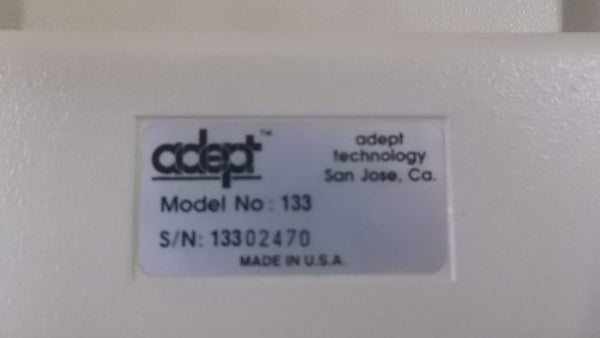 adept™
adept
technology
San Jose, Ca.
Model No: 133
S/N: 13302470
MADE IN U.S.A.